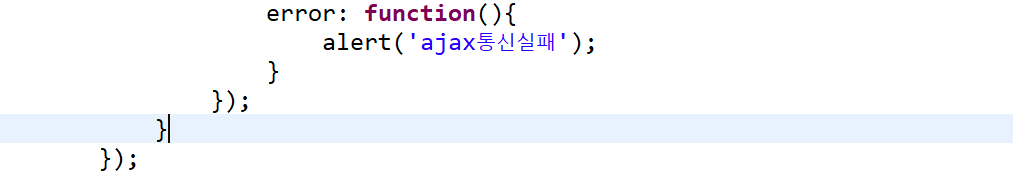 error: function(){
alert('ajax통신실패');
}
});
}
});